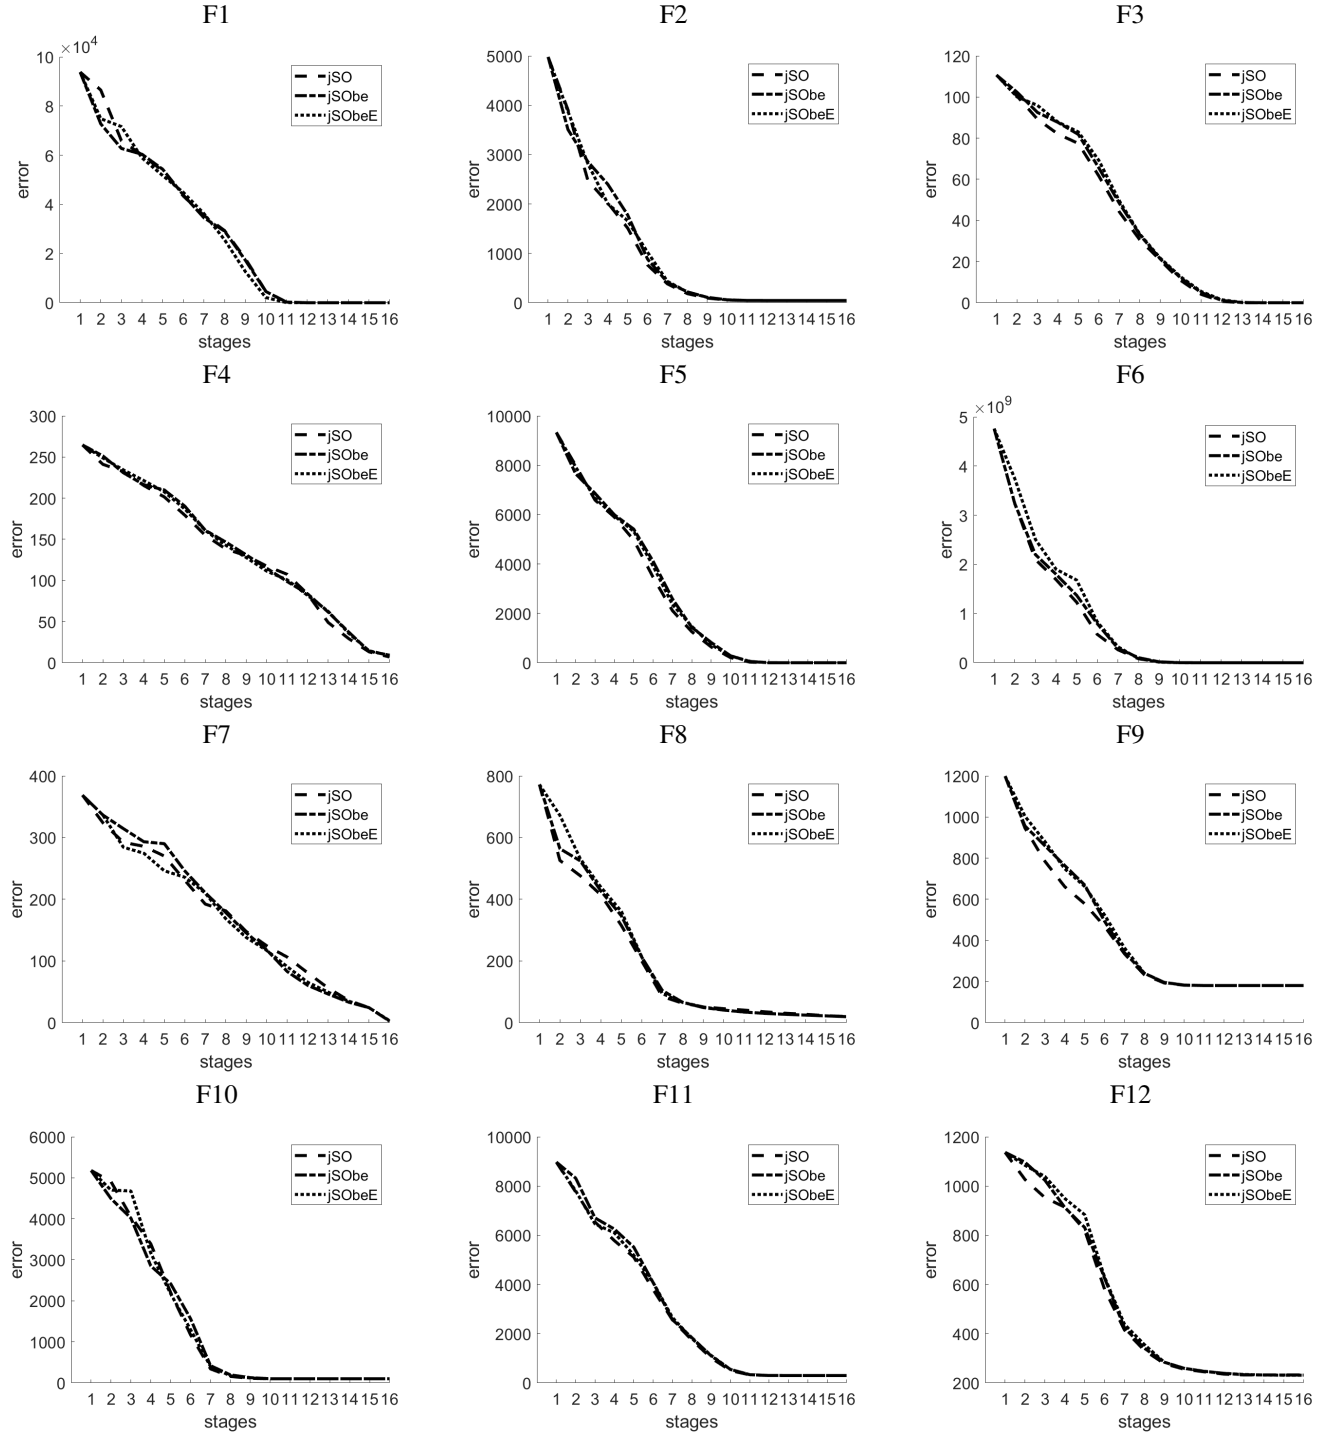 F1
×10⁴
10
8
6
4
2
0
error
jSO
jSObe
jSObeE
1 2 3 4 5 6 7 8 9 10 11 12 13 14 15 16
stages
F2
5000
4000
3000
2000
1000
0
error
jSO
jSObe
jSObeE
1 2 3 4 5 6 7 8 9 10 11 12 13 14 15 16
stages
F3
120
100
80
60
40
20
0
error
jSO
jSObe
jSObeE
1 2 3 4 5 6 7 8 9 10 11 12 13 14 15 16
stages
F4
300
250
200
150
100
50
0
error
jSO
jSObe
jSObeE
1 2 3 4 5 6 7 8 9 10 11 12 13 14 15 16
stages
F5
10000
8000
6000
4000
2000
0
error
jSO
jSObe
jSObeE
1 2 3 4 5 6 7 8 9 10 11 12 13 14 15 16
stages
F6
×10⁹
5
4
3
2
1
0
error
jSO
jSObe
jSObeE
1 2 3 4 5 6 7 8 9 10 11 12 13 14 15 16
stages
F7
400
300
200
100
0
error
jSO
jSObe
jSObeE
1 2 3 4 5 6 7 8 9 10 11 12 13 14 15 16
stages
F8
800
600
400
200
0
error
jSO
jSObe
jSObeE
1 2 3 4 5 6 7 8 9 10 11 12 13 14 15 16
stages
F9
1200
1000
800
600
400
200
0
error
jSO
jSObe
jSObeE
1 2 3 4 5 6 7 8 9 10 11 12 13 14 15 16
stages
F10
6000
5000
4000
3000
2000
1000
0
error
jSO
jSObe
jSObeE
1 2 3 4 5 6 7 8 9 10 11 12 13 14 15 16
stages
F11
10000
8000
6000
4000
2000
0
error
jSO
jSObe
jSObeE
1 2 3 4 5 6 7 8 9 10 11 12 13 14 15 16
stages
F12
1200
1000
800
600
400
200
error
jSO
jSObe
jSObeE
1 2 3 4 5 6 7 8 9 10 11 12 13 14 15 16
stages